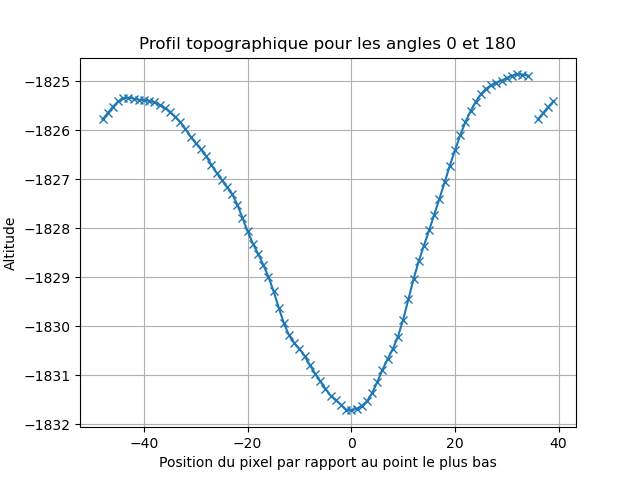 Profil topographique pour les angles 0 et 180
Altitude
−1825
−1826
−1827
−1828
−1829
−1830
−1831
−1832
−40 −20 0 20 40
Position du pixel par rapport au point le plus bas